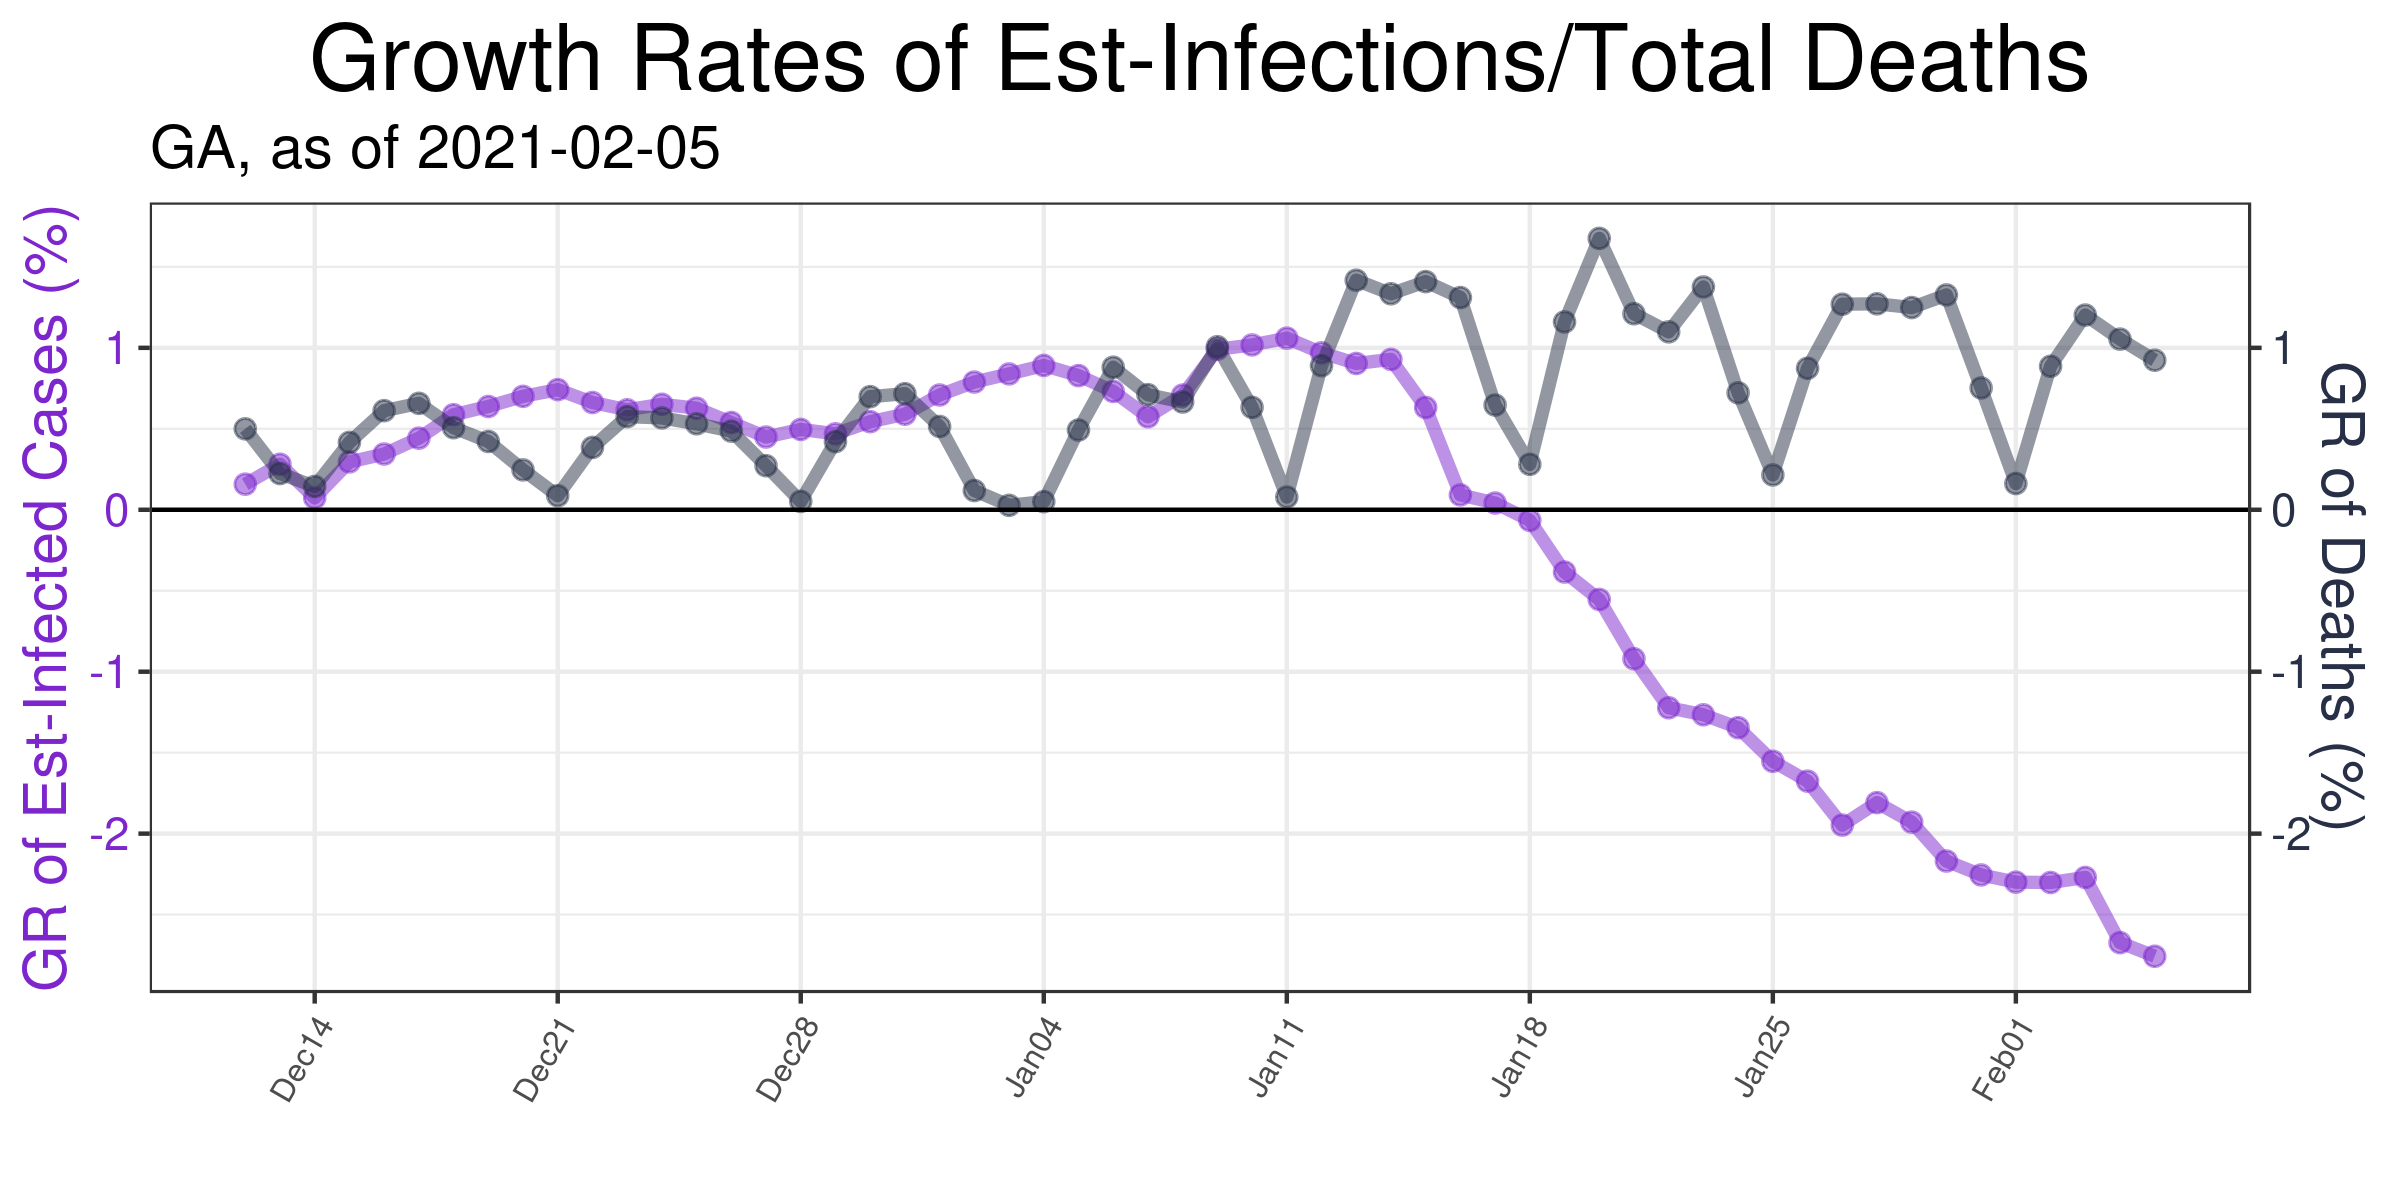 Growth Rates of Est-Infections/Total Deaths
GA, as of 2021-02-05
GR of Est-Infected Cases (%)
1
0
-1
-2
1
0
-1
-2
GR of Deaths (%)
Dec14
Dec21
Dec28
Jan04
Jan11
Jan18
Jan25
Feb01